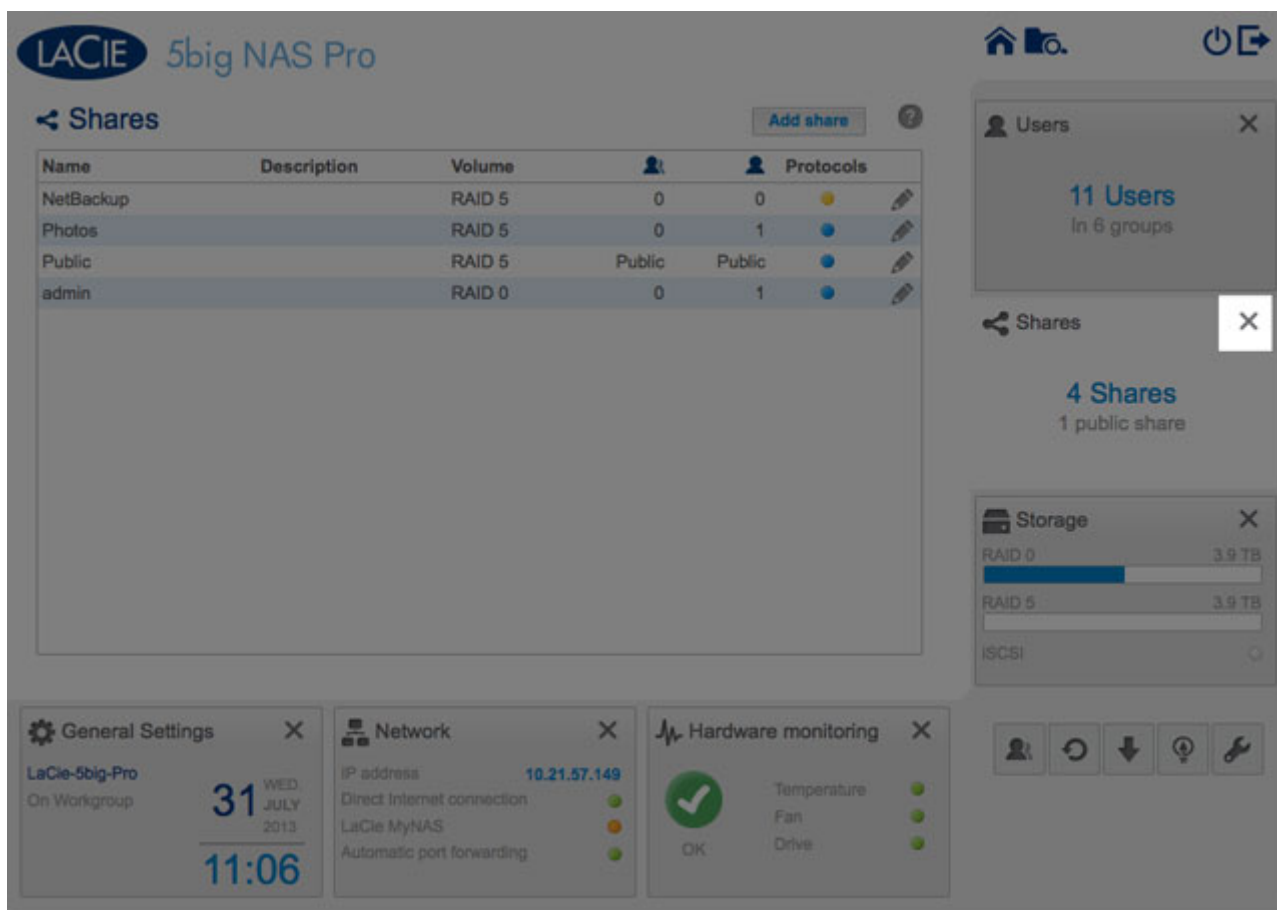 LACIE 5big NAS Pro
Shares
Add share
Name Description Volume Protocols
NetBackup RAID 5 0 0
Photos RAID 5 0 1
Public RAID 5 Public Public
admin RAID 0 0 1
Users
11 Users
In 6 groups
Shares
4 Shares
1 public share
Storage
RAID 0 3.9 TB
RAID 5 3.9 TB
iSCSI
General Settings
LaCie-5big-Pro
On Workgroup
31 WED.
JULY
2013
11:06
Network
IP address 10.21.57.149
Direct Internet connection
LaCie MyNAS
Automatic port forwarding
Hardware monitoring
OK
Temperature
Fan
Drive